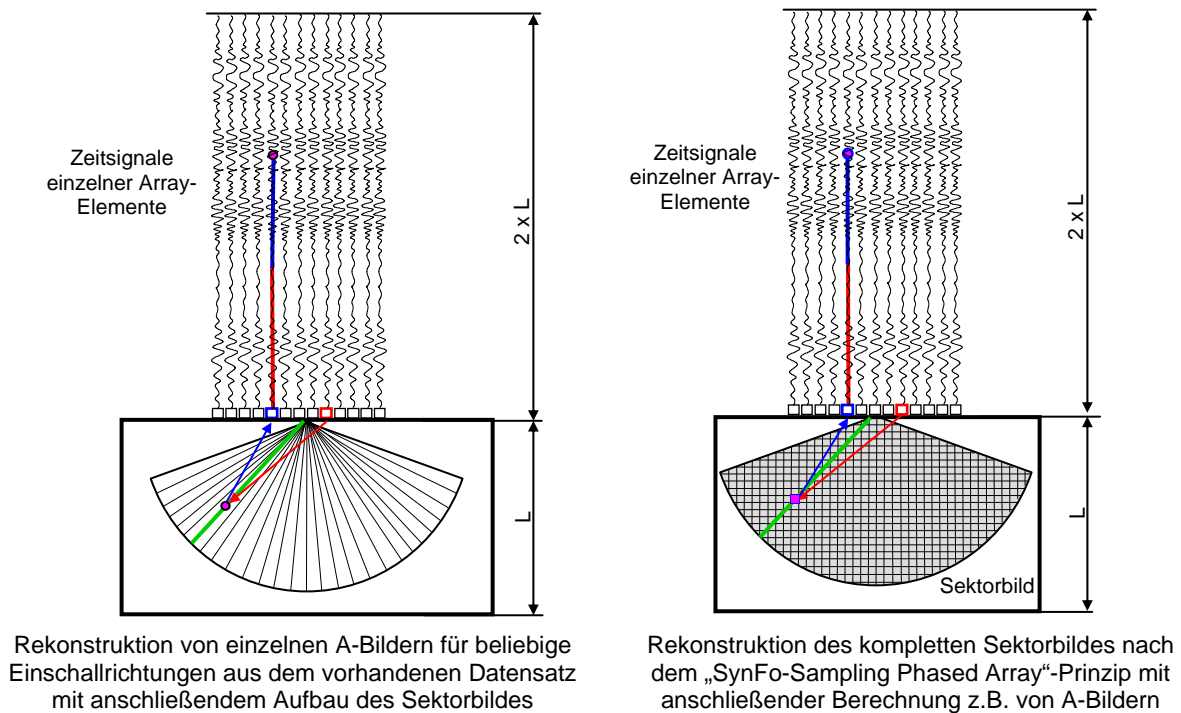 Zeitsignale
einzelner Array-
Elemente
2 x L
L
Rekonstruktion von einzelnen A-Bildern für beliebige
Einschallrichtungen aus dem vorhandenen Datensatz
mit anschließendem Aufbau des Sektorbildes
Zeitsignale
einzelner Array-
Elemente
2 x L
L
Sektorbild
Rekonstruktion des kompletten Sektorbildes nach
dem „SynFo-Sampling Phased Array“-Prinzip mit
anschließender Berechnung z.B. von A-Bildern